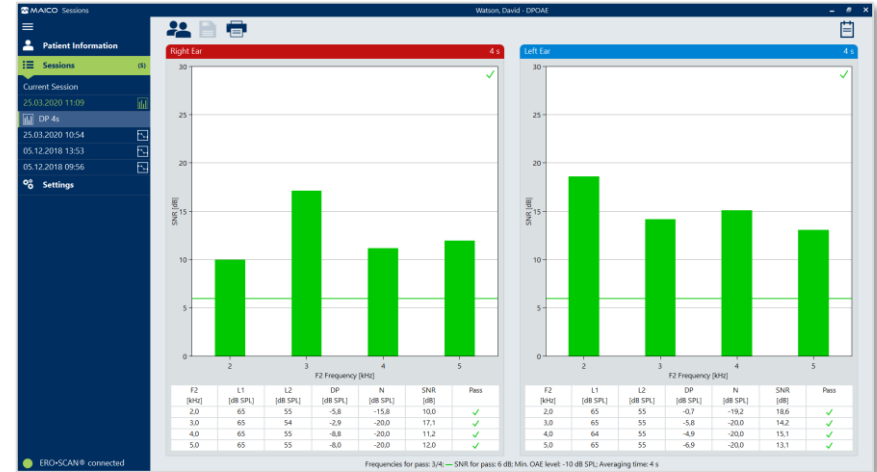 MAICO Sessions
Watson, David - DPOAE
Patient Information
Sessions (5)
Current Session
25.03.2020 11:09
DP 4s
25.03.2020 10:54
05.12.2018 13:53
05.12.2018 09:56
Settings
ERO•SCAN® connected
Right Ear 4 s
30
25
20
15
10
5
0
SNR [dB]
2 3 4 5
F2 Frequency [kHz]
F2 L1 L2 DP N SNR Pass
[kHz] [dB SPL] [dB SPL] [dB SPL] [dB SPL] [dB]
2,0 65 55 -5,8 -15,8 10,0 ✓
3,0 65 54 -2,9 -20,0 17,1 ✓
4,0 65 55 -8,8 -20,0 11,2 ✓
5,0 65 55 -8,0 -20,0 12,0 ✓
Left Ear 4 s
30
25
20
15
10
5
0
SNR [dB]
2 3 4 5
F2 Frequency [kHz]
F2 L1 L2 DP N SNR Pass
[kHz] [dB SPL] [dB SPL] [dB SPL] [dB SPL] [dB]
2,0 65 55 -0,7 -19,2 18,6 ✓
3,0 65 55 -5,8 -20,0 14,2 ✓
4,0 64 55 -4,9 -20,0 15,1 ✓
5,0 65 55 -6,9 -20,0 13,1 ✓
Frequencies for pass: 3/4; — SNR for pass: 6 dB; Min. OAE level: -10 dB SPL; Averaging time: 4 s